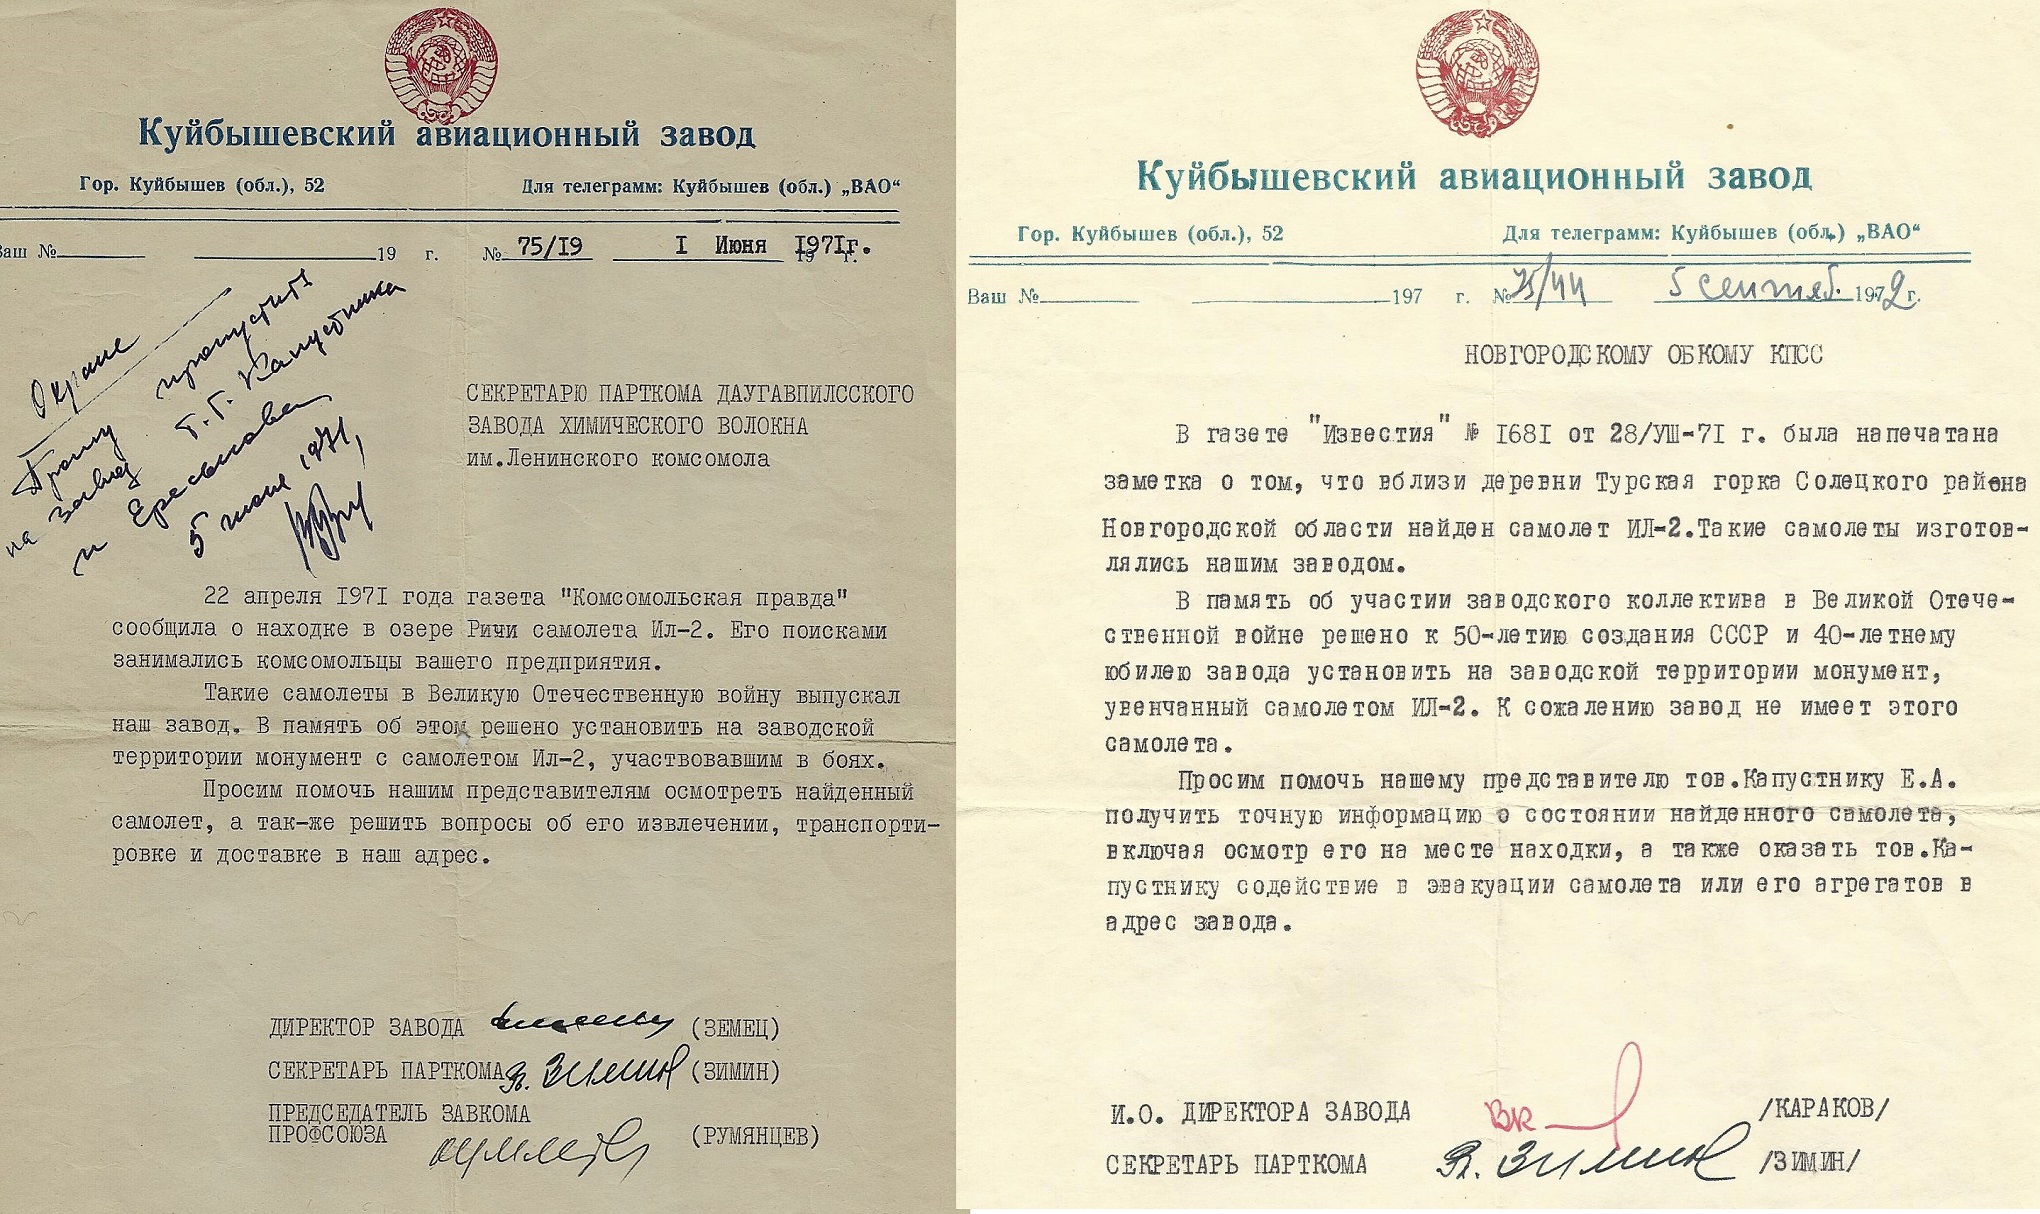 Куйбышевский авиационный завод
Гор. Куйбышев (обл.), 52 Для телеграмм: Куйбышев (обл.) „ВАО“
Ваш № 19 г. № 75/I9 I Июня I97Iг. 19 г.
Охране
Прошу пропустить
на завод т.т. Капустника
и
5 июня 1971г.
СЕКРЕТАРЮ ПАРТКОМА ДАУГАВПИЛССКОГО
ЗАВОДА ХИМИЧЕСКОГО ВОЛОКНА
им.Ленинского комсомола
22 апреля I97I года газета "Комсомольская правда"
сообщила о находке в озере Ричи самолета Ил-2. Его поисками
занимались комсомольцы вашего предприятия.
Такие самолеты в Великую Отечественную войну выпускал
наш завод. В память об этом решено установить на заводской
территории монумент с самолетом Ил-2, участвовавшим в боях.
Просим помочь нашим представителям осмотреть найденный
самолет, а так-же решить вопросы об его извлечении, транспорти-
ровке и доставке в наш адрес.
ДИРЕКТОР ЗАВОДА (ЗЕМЕЦ)
СЕКРЕТАРЬ ПАРТКОМА В. Зимин (ЗИМИН)
ПРЕДСЕДАТЕЛЬ ЗАВКОМА
ПРОФСОЮЗА (РУМЯНЦЕВ)
Куйбышевский авиационный завод
Гор. Куйбышев (обл.), 52 Для телеграмм: Куйбышев (обл.) „ВАО“
Ваш № 197 г. № 75/44 5 сентяб. 1972 г.
НОВГОРОДСКОМУ ОБКОМУ КПСС
В газете "Известия" № I68I от 28/УШ-7I г. была напечатана
заметка о том, что вблизи деревни Турская горка Солецкого района
Новгородской области найден самолет ИЛ-2.Такие самолеты изготов-
лялись нашим заводом.
В память об участии заводского коллектива в Великой Отече-
ственной войне решено к 50-летию создания СССР и 40-летнему
юбилею завода установить на заводской территории монумент,
увенчанный самолетом ИЛ-2. К сожалению завод не имеет этого
самолета.
Просим помочь нашему представителю тов.Капустнику Е.А.
получить точную информацию о состоянии найденного самолета,
включая осмотр его на месте находки, а также оказать тов.Ка-
пустнику содействие в эвакуации самолета или его агрегатов в
адрес завода.
И.О. ДИРЕКТОРА ЗАВОДА /КАРАКОВ/
СЕКРЕТАРЬ ПАРТКОМА В. Зимин /ЗИМИН/